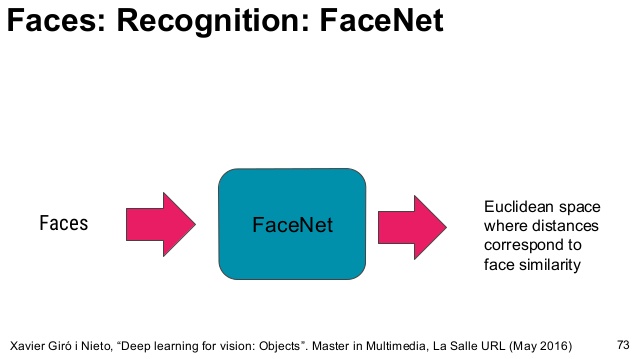 Faces: Recognition: FaceNet
Faces
FaceNet
Euclidean space
where distances
correspond to
face similarity
Xavier Giró i Nieto, “Deep learning for vision: Objects”. Master in Multimedia, La Salle URL (May 2016)
73